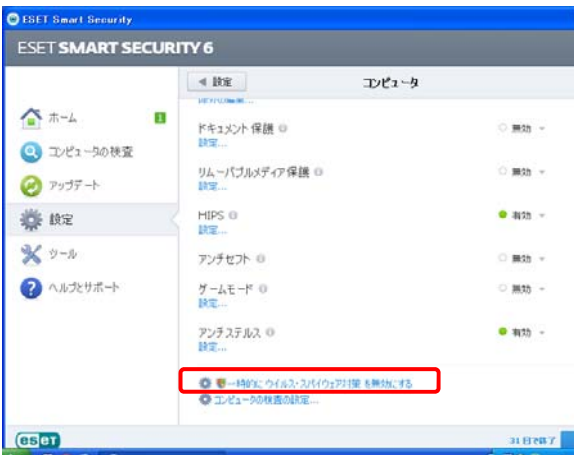 ESET Smart Security
ESET SMART SECURITY 6
設定
コンピュータ
ホーム
1
コンピュータの検査
アップデート
設定
ツール
ヘルプとサポート
ドキュメント保護
無効
設定...
リムーバブルメディア保護
無効
設定...
HIPS
有効
設定...
アンチセフト
無効
ゲームモード
無効
設定...
アンチステルス
有効
設定...
一時的に ウイルス・スパイウェア対策 を無効にする
コンピュータの検査の設定...
eseT